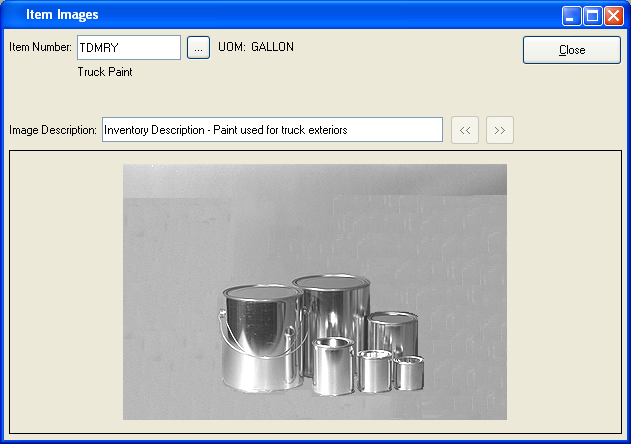 Item Images
Item Number: TDMRY ... UOM: GALLON
Close
Truck Paint
Image Description: Inventory Description - Paint used for truck exteriors << >>